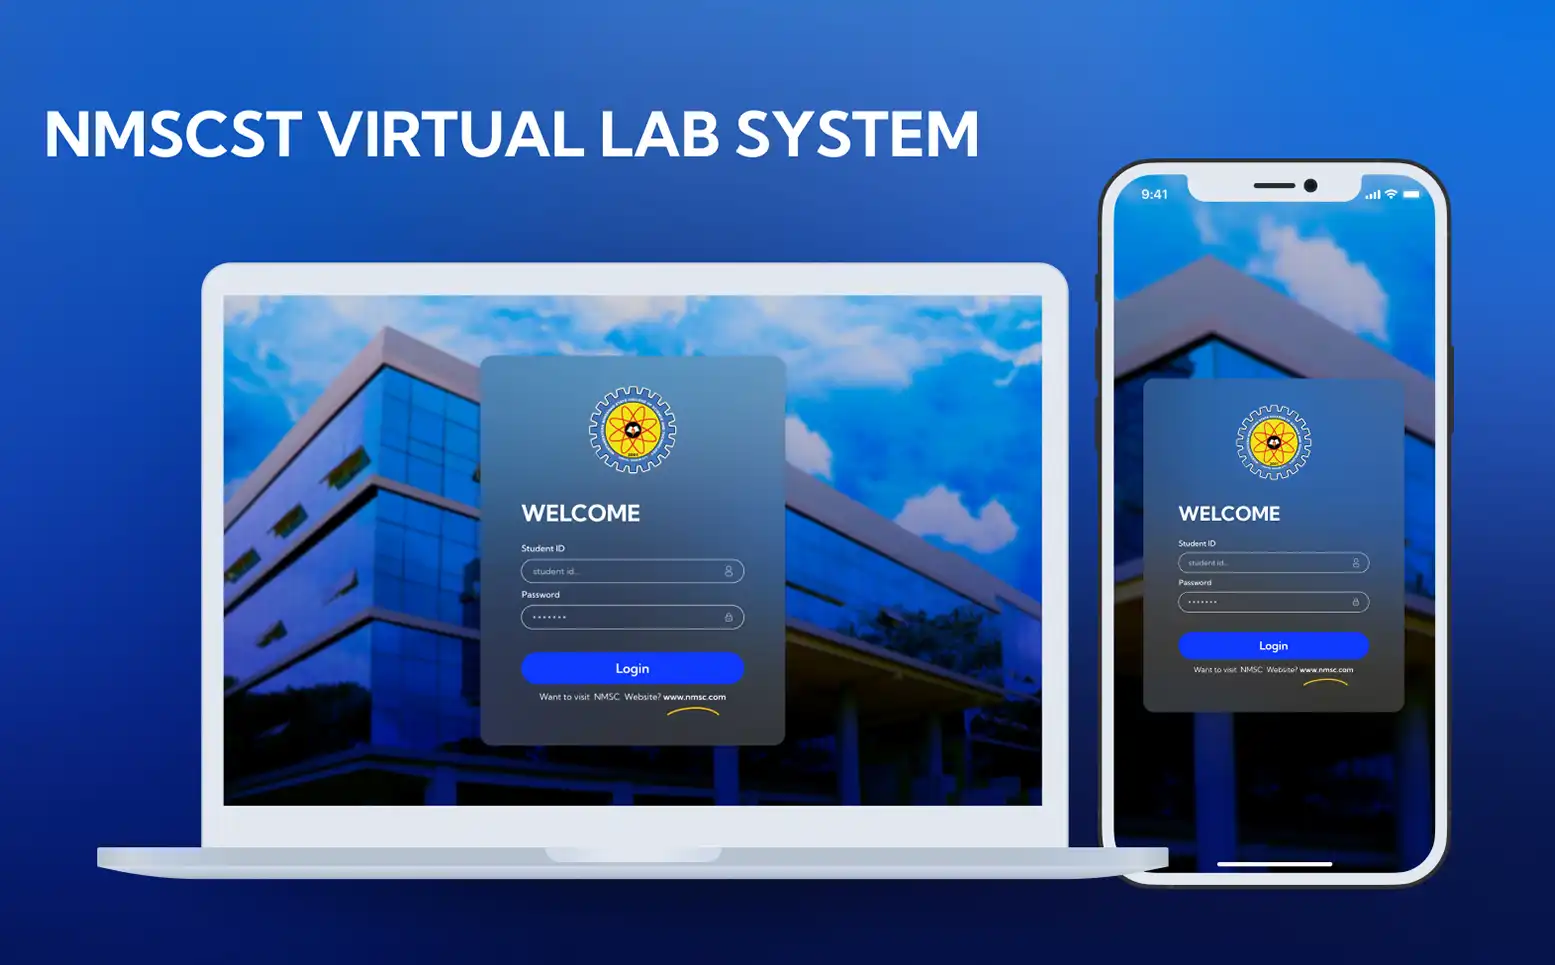 NMSCST VIRTUAL LAB SYSTEM
WELCOME
Student ID
student id...
Password
•••••••
Login
Want to visit NMSC Website? www.nmsc.com
9:41
WELCOME
Student ID
student id...
Password
•••••••
Login
Want to visit NMSC Website? www.nmsc.com